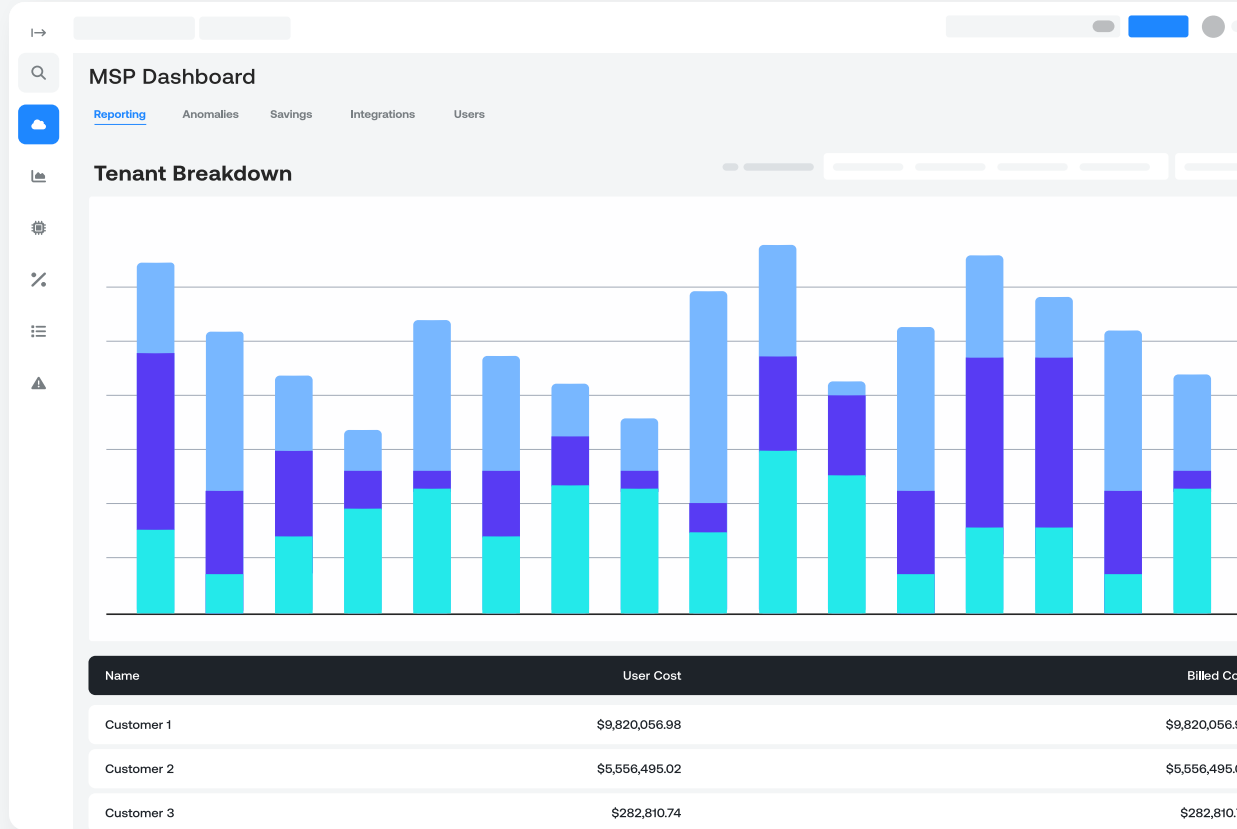 MSP Dashboard
Reporting Anomalies Savings Integrations Users
Tenant Breakdown
Name User Cost Billed
Customer 1 $9,820,056.98
Customer 2 $5,556,495.02
Customer 3 $282,810.74